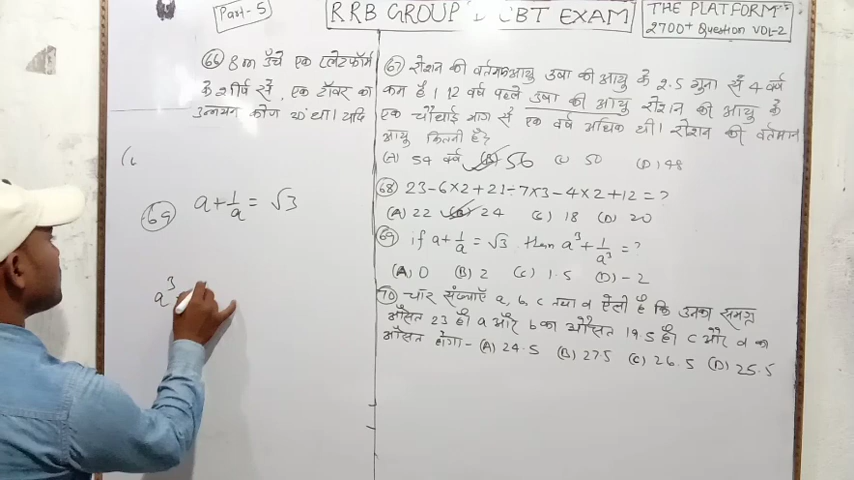 Part-5
RRB GROUP CBT EXAM
THE PLATFORM
2700+ Question VOL-2
(66) 8m ऊँचे एक प्लेटफॉर्म
के शीर्ष से, एक टॉवर का
उन्नयन कोण था। यदि
(67) रोशन की वर्तमान आयु उषा की आयु के 2.5 गुना से 4 वर्ष
कम है। 12 वर्ष पहले उषा की आयु रोशन की आयु के
एक चौथाई भाग से एक वर्ष अधिक थी। रोशन की वर्तमान
आयु कितनी है?
(A) 54 वर्ष (B) 56 (C) 50 (D) 48
(68) 23-6×2+21÷7×3-4×2+12=?
(A) 22 (B) 24 (C) 18 (D) 20
(69) if a+1/a=√3 then a³+1/a³=?
(A) 0 (B) 2 (C) 1.5 (D) -2
(70) चार संख्याएँ a, b, c तथा d ऐसी है कि उनका समग्र
औसत 23 है। a और b का औसत 19.5 है। c और d का
औसत होगा- (A) 24.5 (B) 27.5 (C) 26.5 (D) 25.5
(69) a+1/a=√3
a³